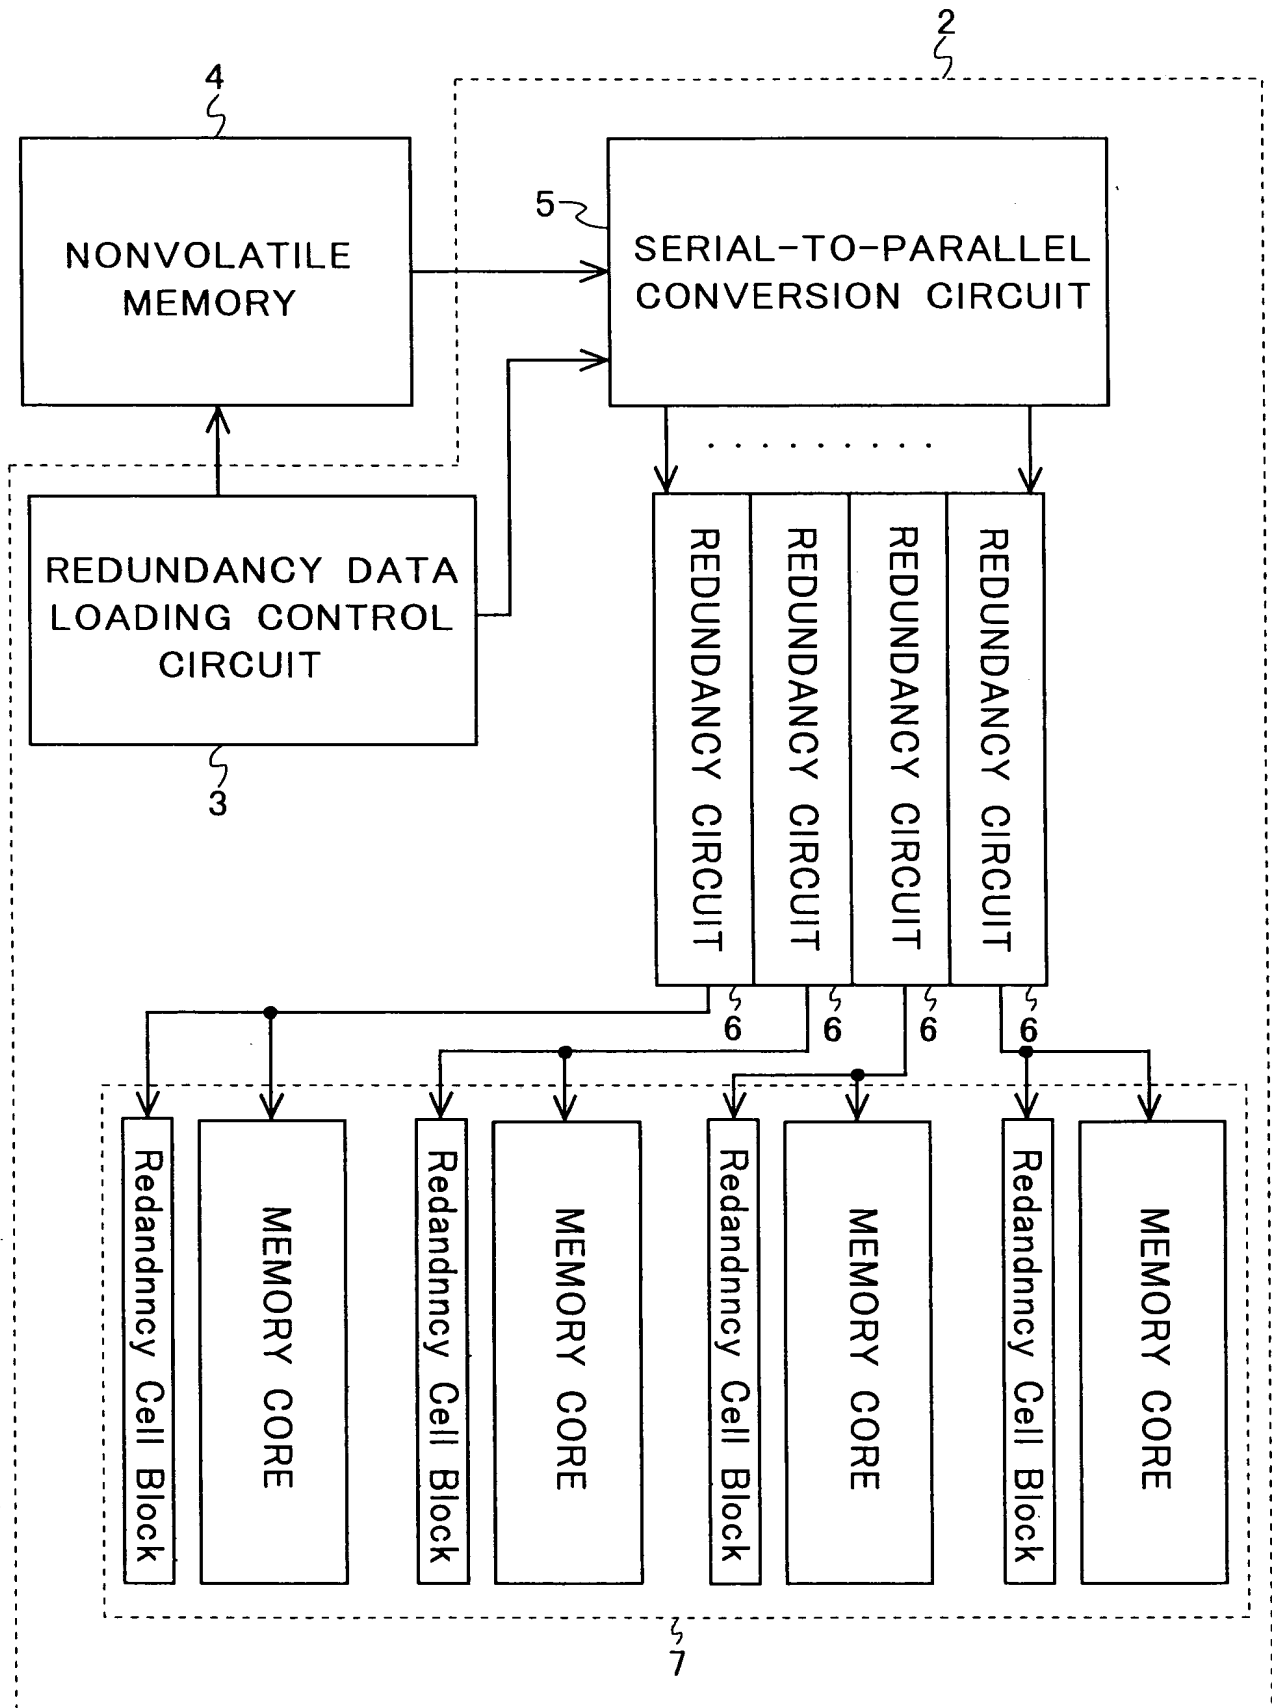 2
4
NONVOLATILE
MEMORY
5
SERIAL-TO-PARALLEL
CONVERSION CIRCUIT
REDUNDANCY DATA
LOADING CONTROL
CIRCUIT
3
REDUNDANCY CIRCUIT
REDUNDANCY CIRCUIT
REDUNDANCY CIRCUIT
REDUNDANCY CIRCUIT
6
6
6
6
Redandnncy Cell Block
MEMORY CORE
Redandnncy Cell Block
MEMORY CORE
Redandnncy Cell Block
MEMORY CORE
Redandnncy Cell Block
MEMORY CORE
7